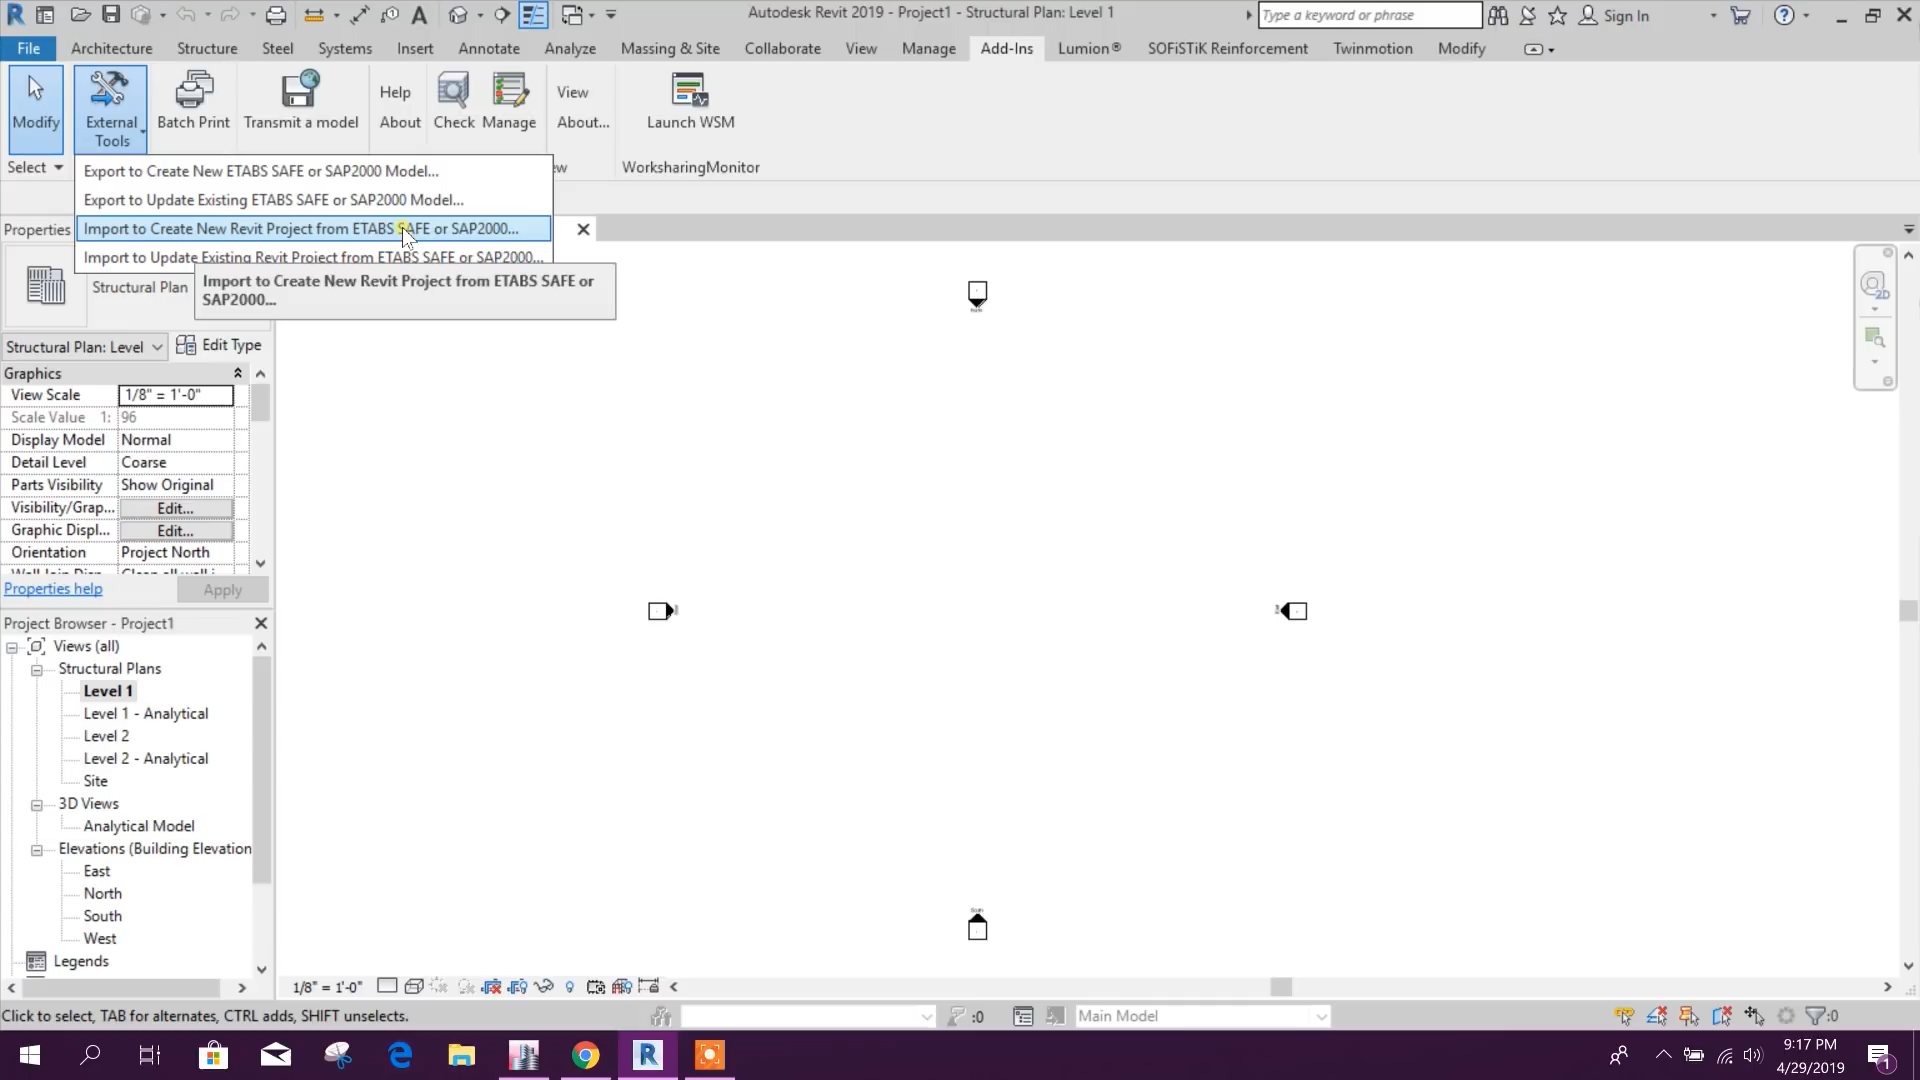 Autodesk Revit 2019 - Project1 - Structural Plan: Level 1
Type a keyword or phrase
Sign In
File Architecture Structure Steel Systems Insert Annotate Analyze Massing & Site Collaborate View Manage Add-Ins Lumion® SOFiSTiK Reinforcement Twinmotion Modify
Modify
External Tools
Batch Print
Transmit a model
Help
About
Check
Manage
View
About...
Launch WSM
Select
WorksharingMonitor
Export to Create New ETABS SAFE or SAP2000 Model...
Export to Update Existing ETABS SAFE or SAP2000 Model...
Import to Create New Revit Project from ETABS SAFE or SAP2000...
Import to Update Existing Revit Project from ETABS SAFE or SAP2000...
Import to Create New Revit Project from ETABS SAFE or
SAP2000...
Properties
Structural Plan
Structural Plan: Level
Edit Type
Graphics
View Scale 1/8" = 1'-0"
Scale Value 1: 96
Display Model Normal
Detail Level Coarse
Parts Visibility Show Original
Visibility/Grap... Edit...
Graphic Displ... Edit...
Orientation Project North
Properties help
Apply
Project Browser - Project1
Views (all)
Structural Plans
Level 1
Level 1 - Analytical
Level 2
Level 2 - Analytical
Site
3D Views
Analytical Model
Elevations (Building Elevation
East
North
South
West
Legends
1/8" = 1'-0"
Click to select, TAB for alternates, CTRL adds, SHIFT unselects.
:0
Main Model
:0
9:17 PM
4/29/2019
1